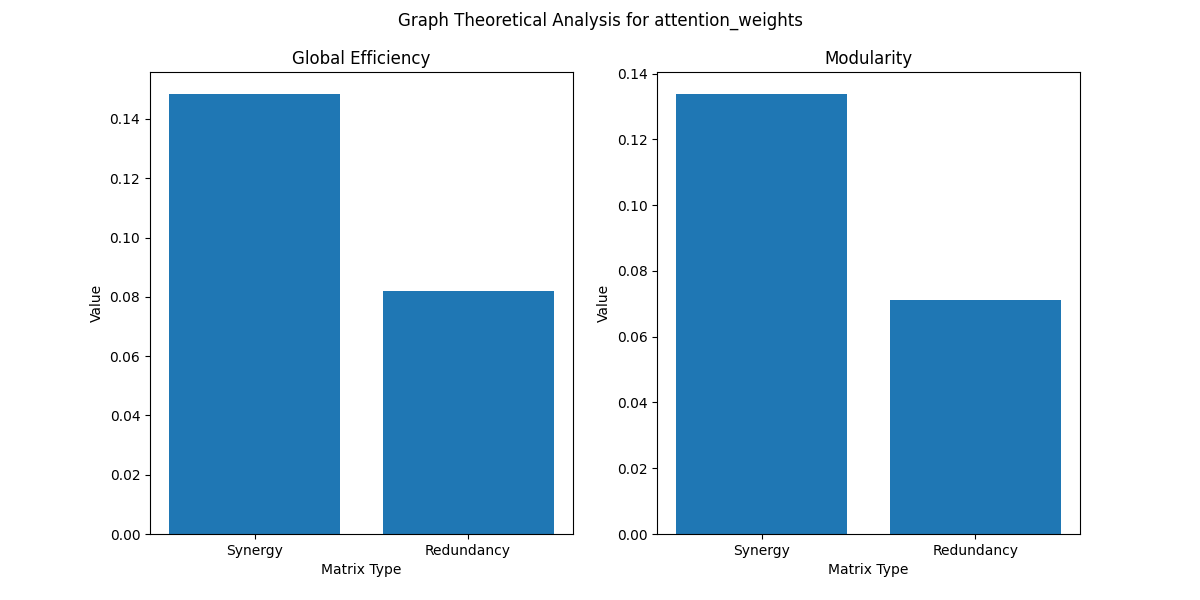 Graph Theoretical Analysis for attention_weights
Global Efficiency
0.14
0.12
0.10
0.08
0.06
0.04
0.02
0.00
Value
Synergy
Redundancy
Matrix Type
Modularity
0.14
0.12
0.10
0.08
0.06
0.04
0.02
0.00
Value
Synergy
Redundancy
Matrix Type